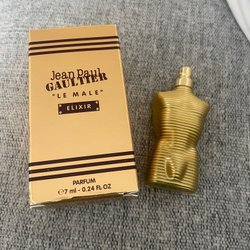 Jean Paul
GAULTIER
"LE MALE"
ELIXIR
PARFUM
℮7 ml - 0.24 FL.OZ